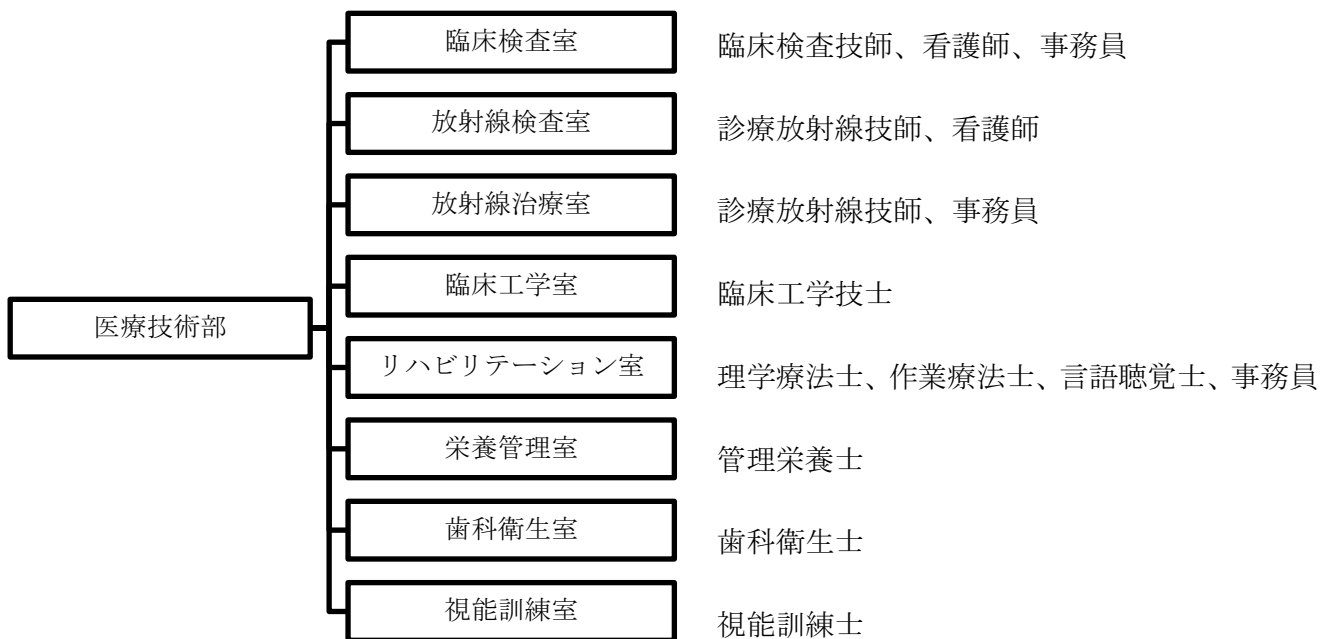 臨床検査室 臨床検査技師、看護師、事務員
放射線検査室 診療放射線技師、看護師
放射線治療室 診療放射線技師、事務員
臨床工学室 臨床工学技士
医療技術部
リハビリテーション室 理学療法士、作業療法士、言語聴覚士、事務員
栄養管理室 管理栄養士
歯科衛生室 歯科衛生士
視能訓練室 視能訓練士